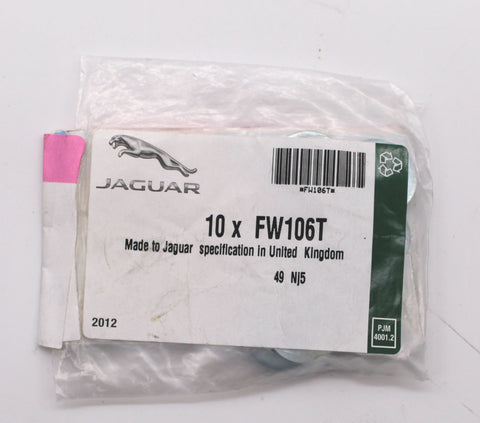 JAGUAR
*FW106T*
10 x FW106T
Made to Jaguar specification in United Kingdom
49 Nj5
2012
PJM
4001.2